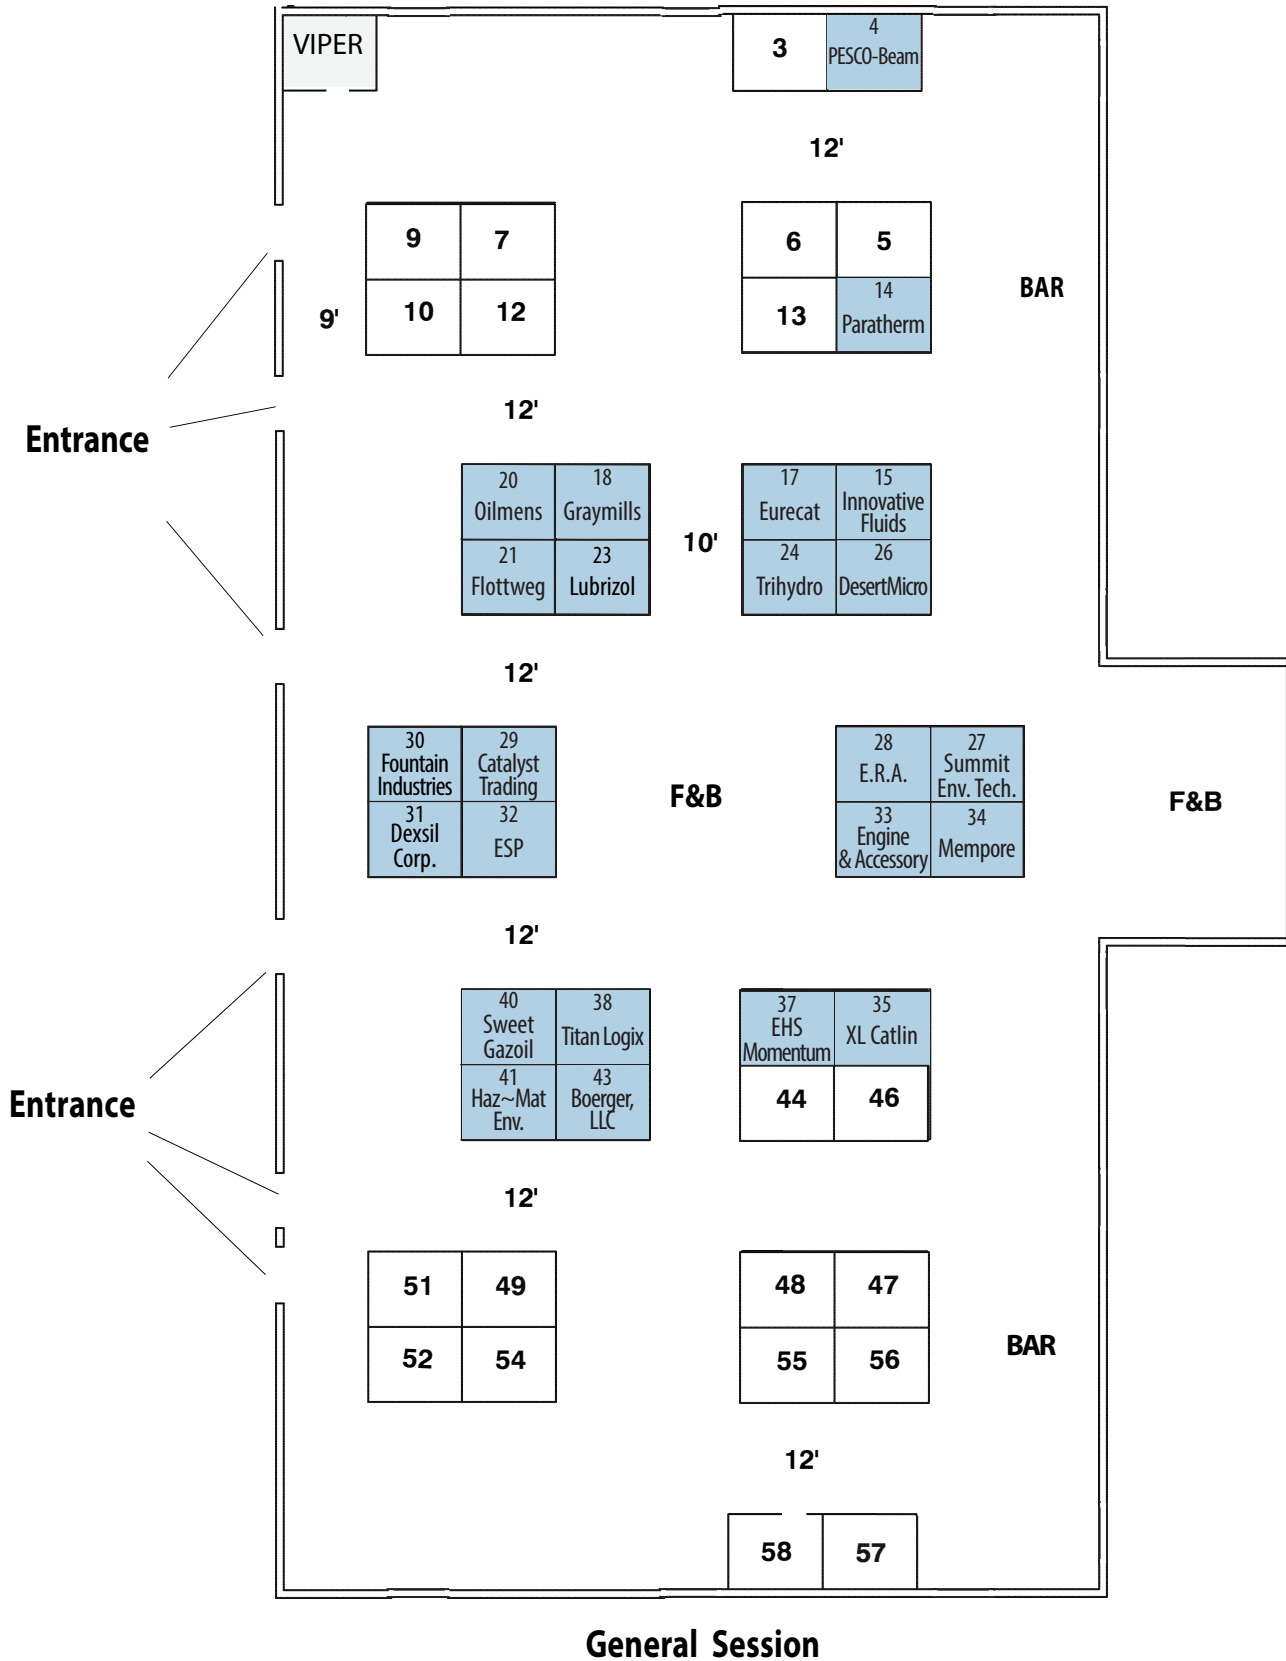 VIPER
3
4
PESCO-Beam
12'
9
7
6
5
10
12
13
14
Paratherm
BAR
9'
Entrance
12'
20
Oilmens
18
Graymills
17
Eurecat
15
Innovative
Fluids
10'
21
Flottweg
23
Lubrizol
24
Trihydro
26
DesertMicro
12'
30
Fountain
Industries
29
Catalyst
Trading
28
E.R.A.
27
Summit
Env. Tech.
F&B
F&B
31
Dexsil
Corp.
32
ESP
33
Engine
& Accessory
34
Mempore
12'
40
Sweet
Gazoil
38
Titan Logix
37
EHS
Momentum
35
XL Catlin
Entrance
41
Haz~Mat
Env.
43
Boerger,
LLC
44
46
12'
51
49
48
47
52
54
55
56
BAR
12'
58
57
General Session